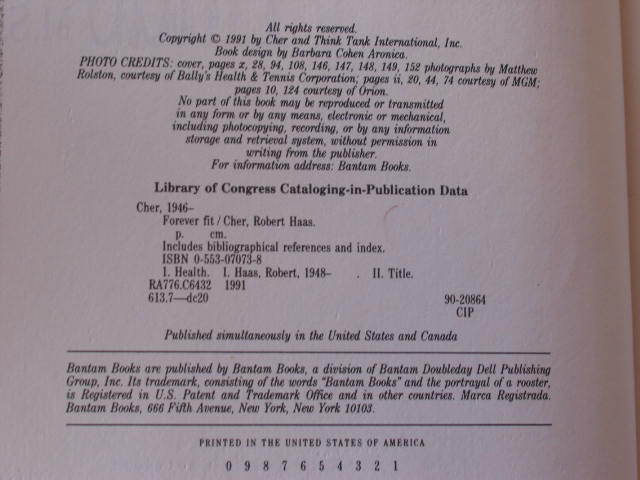 All rights reserved.
Copyright © 1991 by Cher and Think Tank International, Inc.
Book design by Barbara Cohen Aronica.
PHOTO CREDITS: cover, pages x, 28, 94, 108, 146, 147, 148, 149, 152 photographs by Matthew
Rolston, courtesy of Bally's Health & Tennis Corporation; pages ii, 20, 44, 74 courtesy of MGM;
pages 10, 124 courtesy of Orion.
No part of this book may be reproduced or transmitted
in any form or by any means, electronic or mechanical,
including photocopying, recording, or by any information
storage and retrieval system, without permission in
writing from the publisher.
For information address: Bantam Books.
Library of Congress Cataloging-in-Publication Data
Cher, 1946–
Forever fit / Cher, Robert Haas.
p. cm.
Includes bibliographical references and index.
ISBN 0-553-07073-8
1. Health. I. Haas, Robert, 1948– . II. Title.
RA776.C6432 1991
613.7—dc20 90-20864
CIP
Published simultaneously in the United States and Canada
Bantam Books are published by Bantam Books, a division of Bantam Doubleday Dell Publishing
Group, Inc. Its trademark, consisting of the words "Bantam Books" and the portrayal of a rooster,
is Registered in U.S. Patent and Trademark Office and in other countries. Marca Registrada.
Bantam Books, 666 Fifth Avenue, New York, New York 10103.
PRINTED IN THE UNITED STATES OF AMERICA
0 9 8 7 6 5 4 3 2 1